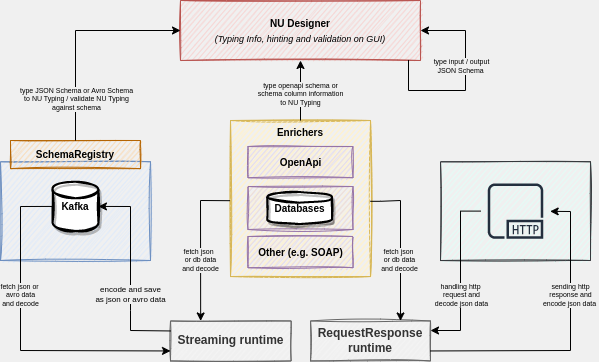 NU Designer
(Typing Info, hinting and validation on GUI)
type input / output
JSON Schema
type JSON Schema or Avro Schema
to NU Typing / validate NU Typing
against schema
type openapi schema or
schema column information
to NU Typing
Enrichers
SchemaRegistry
OpenApi
Kafka
Databases
HTTP
Other (e.g. SOAP)
fetch json
or db data
and decode
fetch json
or db data
and decode
fetch json or
avro data
and decode
encode and save
as json or avro data
handling http
request and
decode json data
sending http
response and
encode json data
Streaming runtime
RequestResponse
runtime